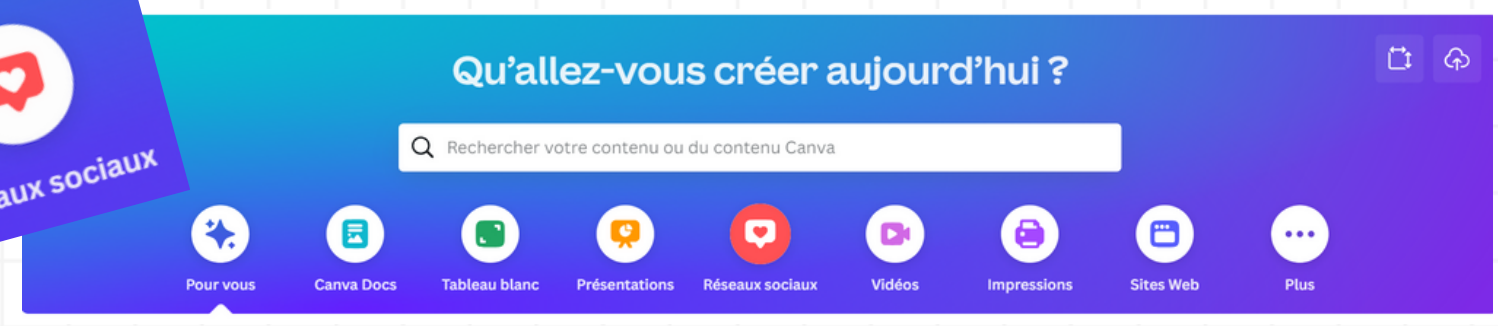 Qu’allez-vous créer aujourd’hui ?
Rechercher votre contenu ou du contenu Canva
aux sociaux
Pour vous
Canva Docs
Tableau blanc
Présentations
Réseaux sociaux
Vidéos
Impressions
Sites Web
Plus